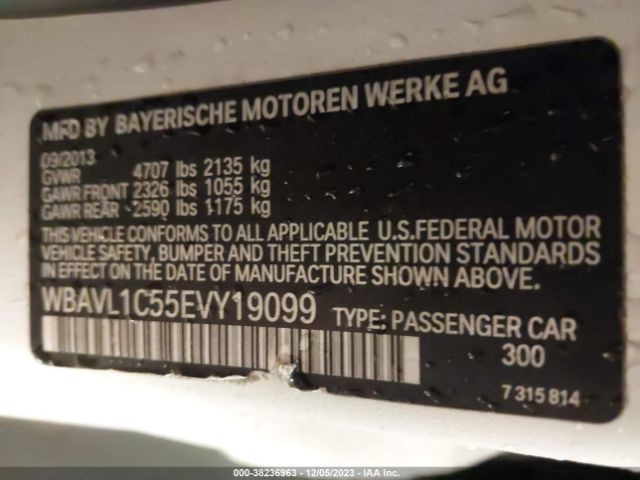 MFD BY BAYERISCHE MOTOREN WERKE AG
09/2013
GVWR 4707 lbs 2135 kg
GAWR FRONT 2326 lbs 1055 kg
GAWR REAR 2590 lbs 1175 kg
THIS VEHICLE CONFORMS TO ALL APPLICABLE U.S.FEDERAL MOTOR
VEHICLE SAFETY, BUMPER AND THEFT PREVENTION STANDARDS
IN EFFECT ON THE DATE OF MANUFACTURE SHOWN ABOVE.
WBAVL1C55EVY19099 TYPE: PASSENGER CAR
300
7 315 814
000-38236963 - 12/05/2023 - IAA Inc.